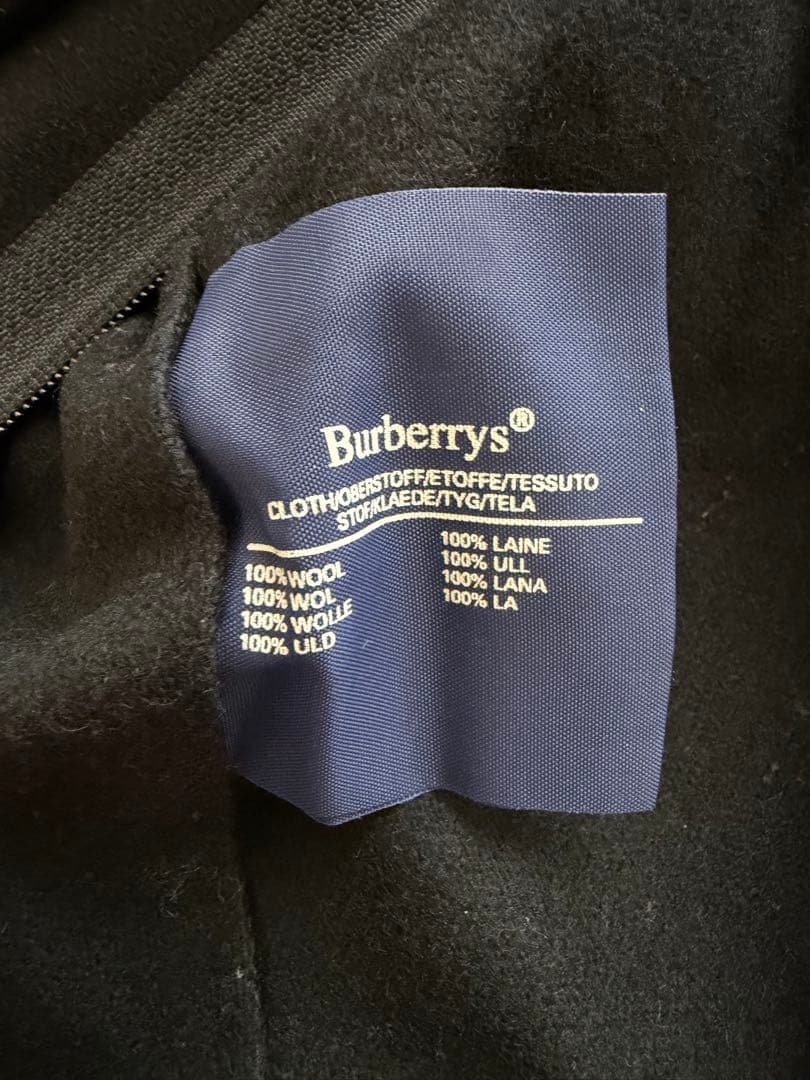 Burberrys®
CLOTH/OBERSTOFF/ETOFFE/TESSUTO
STOF/KLAEDE/TYG/TELA
100% WOOL
100% WOL
100% WOLLE
100% ULD
100% LAINE
100% ULL
100% LANA
100% LA